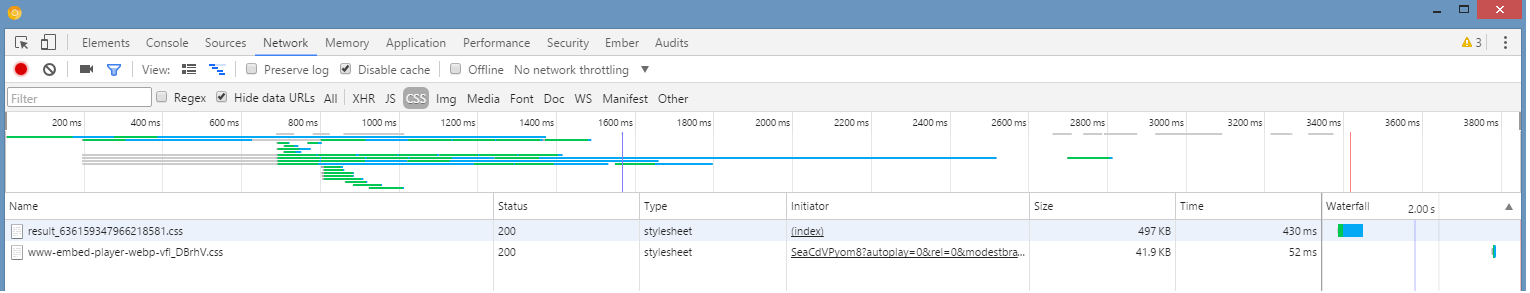 Elements Console Sources Network Memory Application Performance Security Ember Audits 3
View: Preserve log Disable cache Offline No network throttling
Filter Regex Hide data URLs All XHR JS CSS Img Media Font Doc WS Manifest Other
200 ms 400 ms 600 ms 800 ms 1000 ms 1200 ms 1400 ms 1600 ms 1800 ms 2000 ms 2200 ms 2400 ms 2600 ms 2800 ms 3000 ms 3200 ms 3400 ms 3600 ms 3800 ms
Name Status Type Initiator Size Time Waterfall 2.00 s
result_636159347966218581.css 200 stylesheet (index) 497 KB 430 ms
www-embed-player-webp-vfl_DBrhV.css 200 stylesheet SeaCdVPyom8?autoplay=0&rel=0&modestbra... 41.9 KB 52 ms